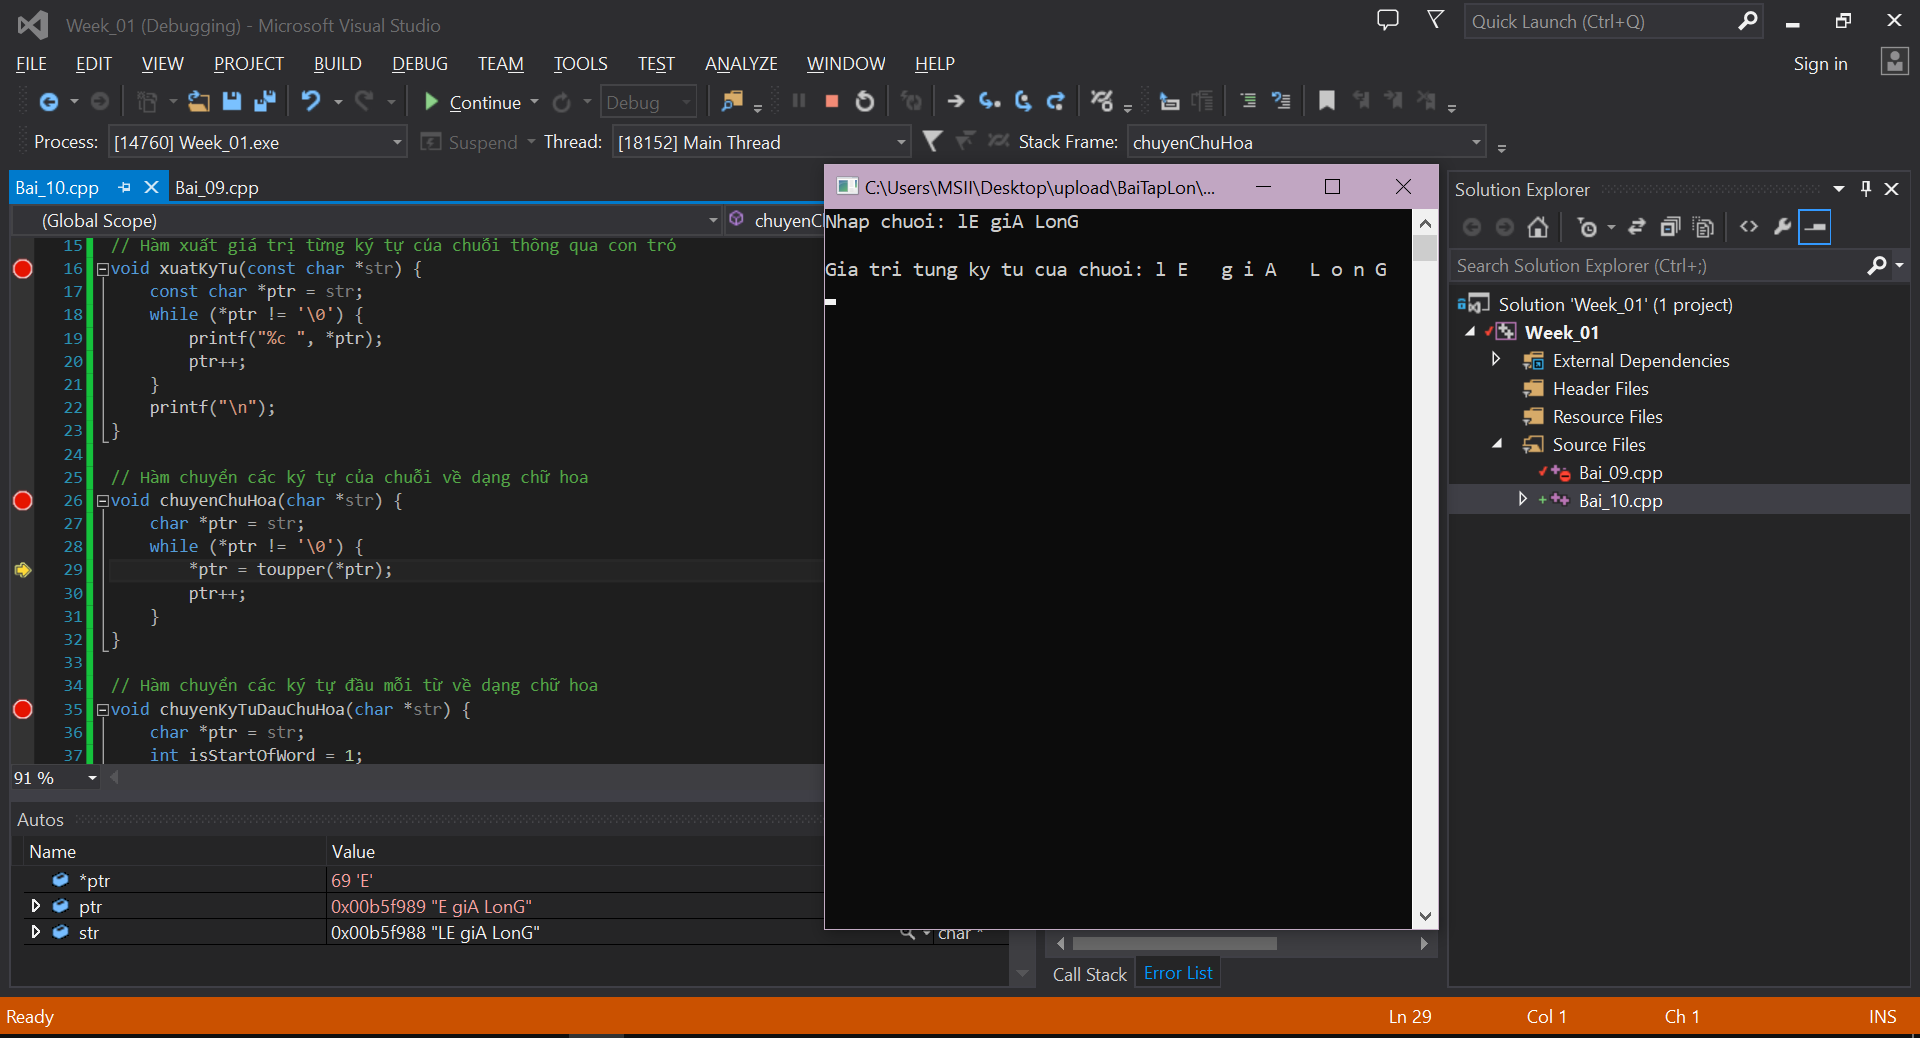 Week_01 (Debugging) - Microsoft Visual Studio
Quick Launch (Ctrl+Q)
FILE EDIT VIEW PROJECT BUILD DEBUG TEAM TOOLS TEST ANALYZE WINDOW HELP
Sign in
Continue Debug
Process: [14760] Week_01.exe Suspend Thread: [18152] Main Thread Stack Frame: chuyenChuHoa
Bai_10.cpp Bai_09.cpp
(Global Scope) chuyenC
15 // Hàm xuất giá trị từng ký tự của chuỗi thông qua con trỏ
16 void xuatKyTu(const char *str) {
17 const char *ptr = str;
18 while (*ptr != '\0') {
19 printf("%c ", *ptr);
20 ptr++;
21 }
22 printf("\n");
23 }
24
25 // Hàm chuyển các ký tự của chuỗi về dạng chữ hoa
26 void chuyenChuHoa(char *str) {
27 char *ptr = str;
28 while (*ptr != '\0') {
29 *ptr = toupper(*ptr);
30 ptr++;
31 }
32 }
33
34 // Hàm chuyển các ký tự đầu mỗi từ về dạng chữ hoa
35 void chuyenKyTuDauChuHoa(char *str) {
36 char *ptr = str;
37 int isStartOfWord = 1;
91 %
Autos
Name Value
*ptr 69 'E'
ptr 0x00b5f989 "E giA LonG"
str 0x00b5f988 "LE giA LonG" char *
C:\Users\MSII\Desktop\upload\BaiTapLon\...
Nhap chuoi: lE giA LonG
Gia tri tung ky tu cua chuoi: l E   g i A   L o n G
Call Stack Error List
Solution Explorer
Search Solution Explorer (Ctrl+;)
Solution 'Week_01' (1 project)
Week_01
External Dependencies
Header Files
Resource Files
Source Files
Bai_09.cpp
Bai_10.cpp
Ready Ln 29 Col 1 Ch 1 INS